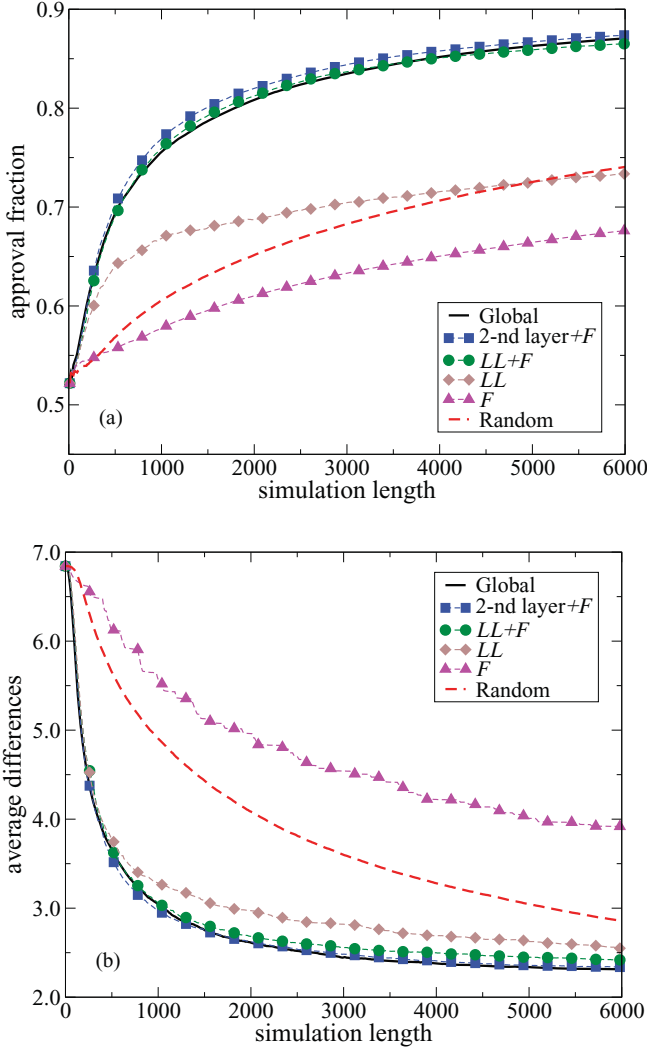 0.9
0.8
0.7
0.6
0.5
approval fraction
(a)
Global
2-nd layer+F
LL+F
LL
F
Random
0 1000 2000 3000 4000 5000 6000
simulation length
7.0
6.0
5.0
4.0
3.0
2.0
average differences
Global
2-nd layer+F
LL+F
LL
F
Random
(b)
0 1000 2000 3000 4000 5000 6000
simulation length